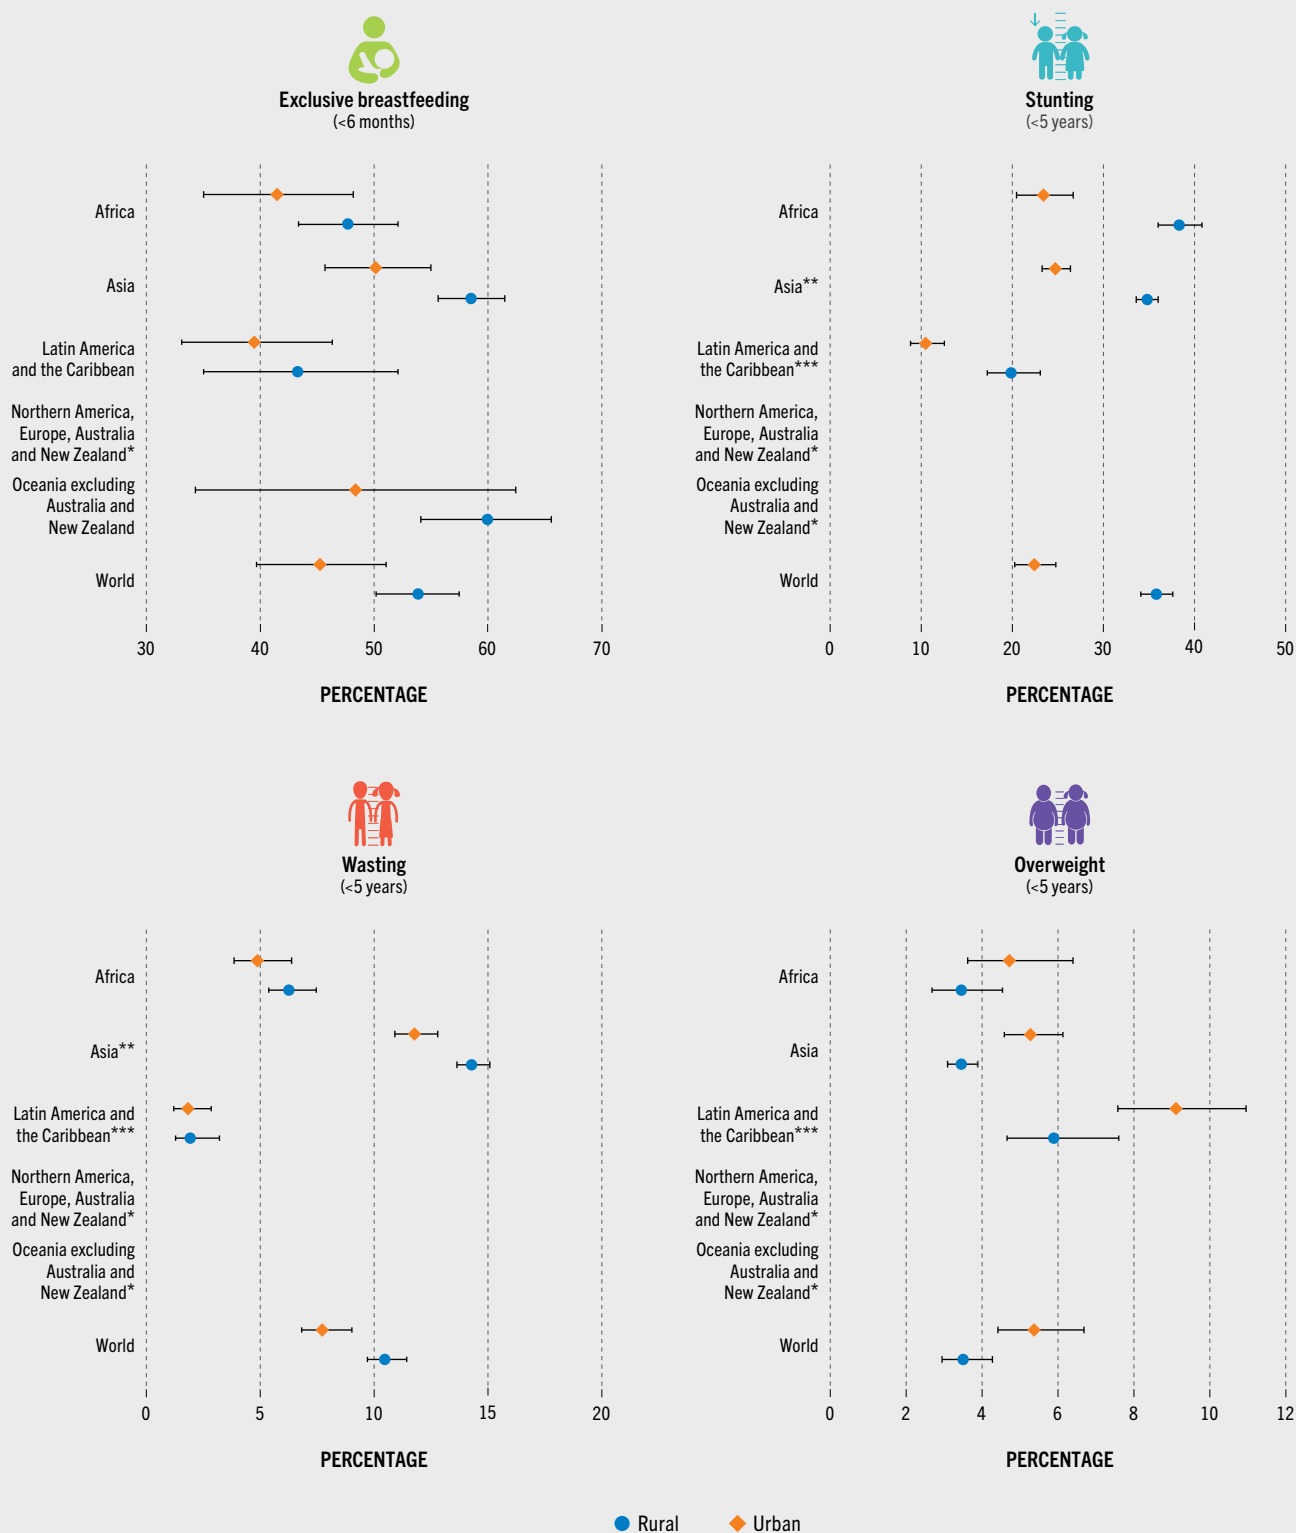 Exclusive breastfeeding
(<6 months)
Africa
Asia
Latin America
and the Caribbean
Northern America,
Europe, Australia
and New Zealand*
Oceania excluding
Australia and
New Zealand
World
30 40 50 60 70
PERCENTAGE
Stunting
(<5 years)
Africa
Asia**
Latin America and
the Caribbean***
Northern America,
Europe, Australia
and New Zealand*
Oceania excluding
Australia and
New Zealand*
World
0 10 20 30 40 50
PERCENTAGE
Wasting
(<5 years)
Africa
Asia**
Latin America and
the Caribbean***
Northern America,
Europe, Australia
and New Zealand*
Oceania excluding
Australia and
New Zealand*
World
0 5 10 15 20
PERCENTAGE
Overweight
(<5 years)
Africa
Asia
Latin America and
the Caribbean***
Northern America,
Europe, Australia
and New Zealand*
Oceania excluding
Australia and
New Zealand*
World
0 2 4 6 8 10 12
PERCENTAGE
Rural Urban